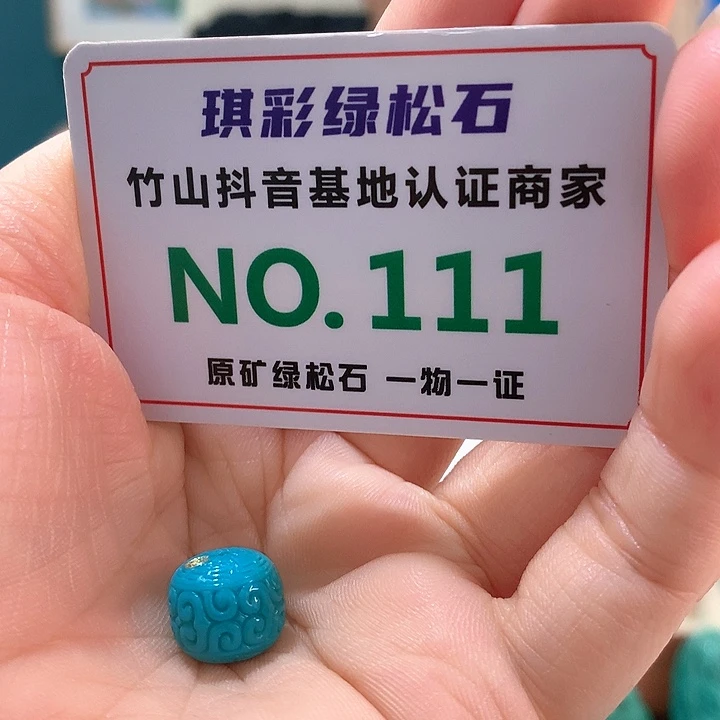 琪彩绿松石
竹山抖音基地认证商家
NO.111
原矿绿松石 一物一证